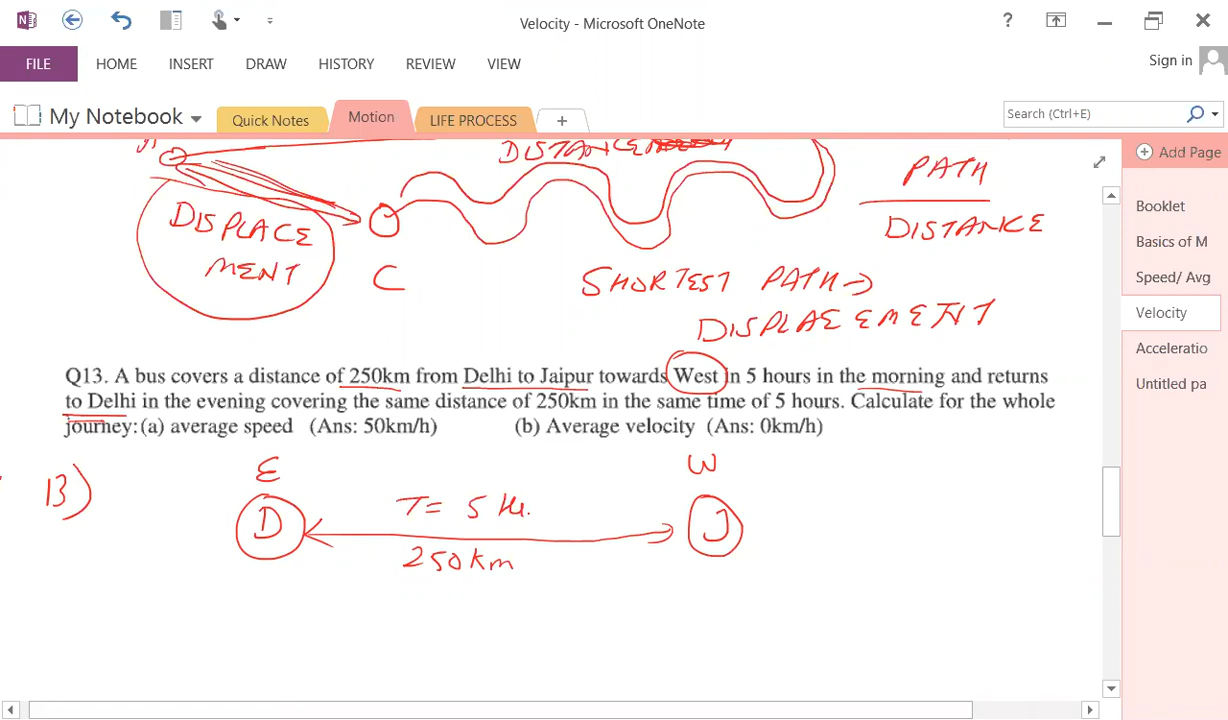 Velocity - Microsoft OneNote
?
FILE HOME INSERT DRAW HISTORY REVIEW VIEW
Sign in
My Notebook Quick Notes Motion LIFE PROCESS +
Search (Ctrl+E)
Add Page
Booklet
Basics of M
Speed/ Avg
Velocity
Acceleratio
Untitled pa
DISTANCE
PATH
DISTANCE
DISPLACE
MENT
C
SHORTEST PATH →
DISPLAEEMENT
Q13. A bus covers a distance of 250km from Delhi to Jaipur towards West in 5 hours in the morning and returns
to Delhi in the evening covering the same distance of 250km in the same time of 5 hours. Calculate for the whole
journey: (a) average speed (Ans: 50km/h) (b) Average velocity (Ans: 0km/h)
13)
E W
D T= 5 Hr. J
250km